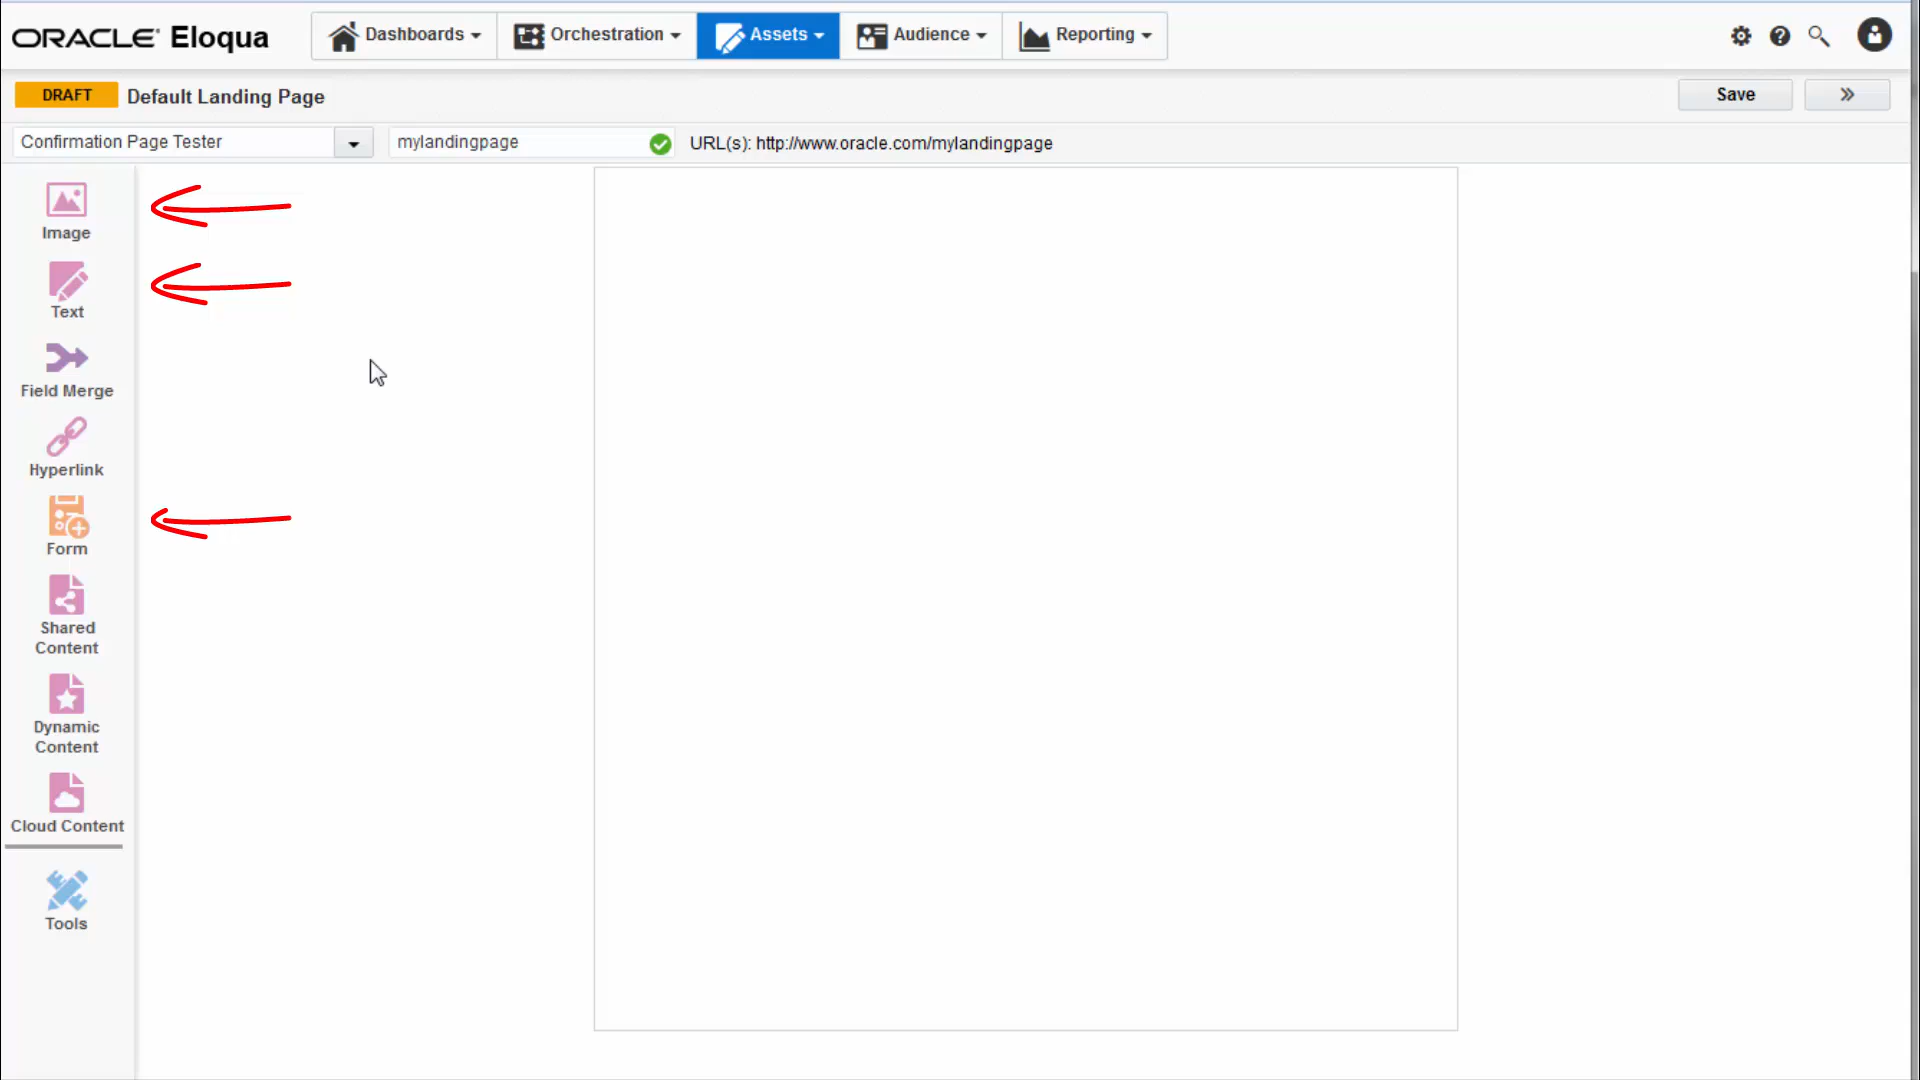 ORACLE Eloqua
Dashboards
Orchestration
Assets
Audience
Reporting
DRAFT
Default Landing Page
Save
Confirmation Page Tester
mylandingpage
URL(s): http://www.oracle.com/mylandingpage
Image
Text
Field Merge
Hyperlink
Form
Shared
Content
Dynamic
Content
Cloud Content
Tools